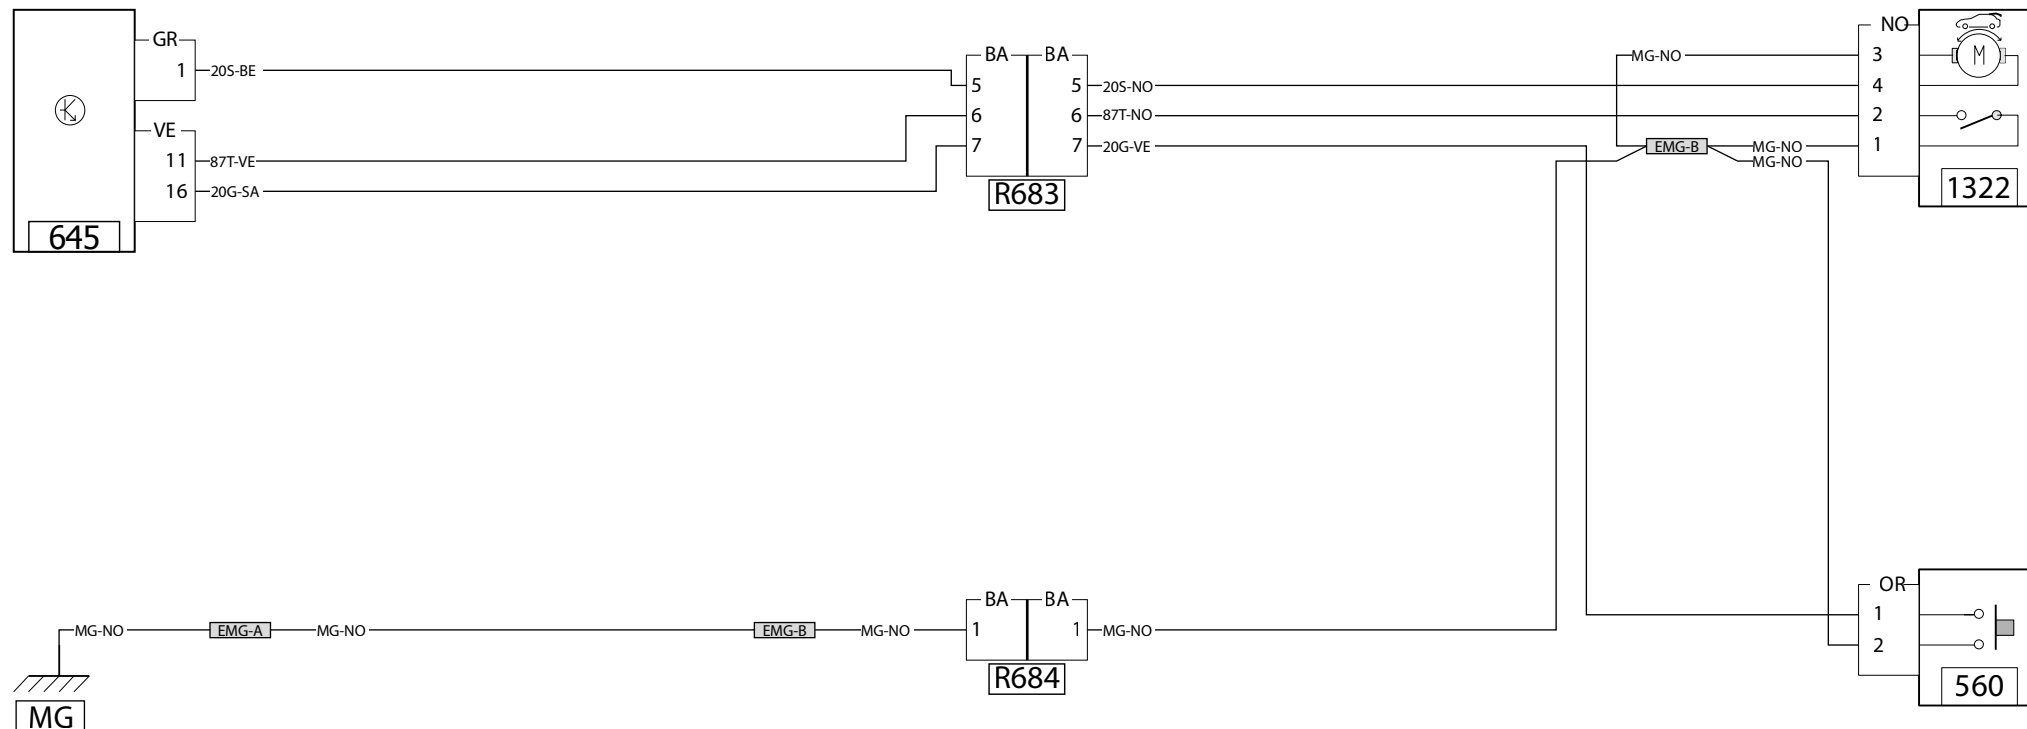 GR
1 20S-BE
VE
11 87T-VE
16 20G-SA
645
BA BA
5 5 20S-NO
6 6 87T-NO
7 7 20G-VE
R683
NO
MG-NO 3 M
4
2
EMG-B MG-NO 1
MG-NO
1322
MG-NO EMG-A MG-NO EMG-B MG-NO
BA BA
1 1 MG-NO
R684
MG
OR
1
2
560